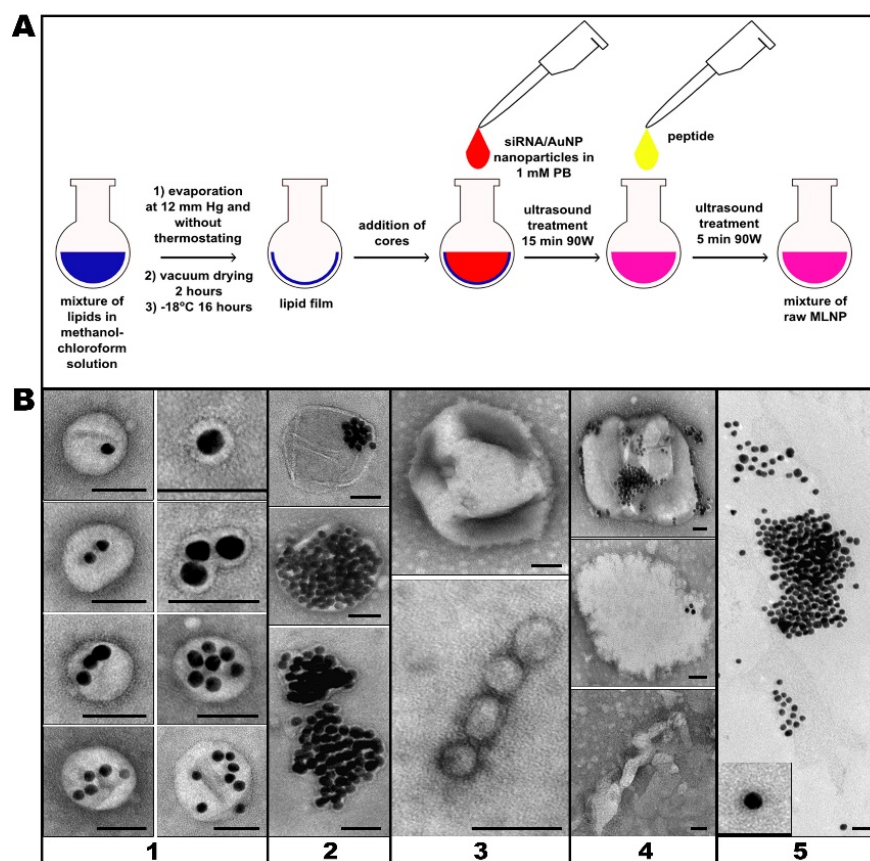 A
siRNA/AuNP
nanoparticles in
1 mM PB
peptide
1) evaporation
at 12 mm Hg and
without
thermostating
2) vacuum drying
2 hours
3) -18°C 16 hours
addition of
cores
ultrasound
treatment
15 min 90W
ultrasound
treatment
5 min 90W
mixture of
lipids in
methanol-
chloroform
solution
lipid film
mixture of
raw MLNP
B
1
2
3
4
5